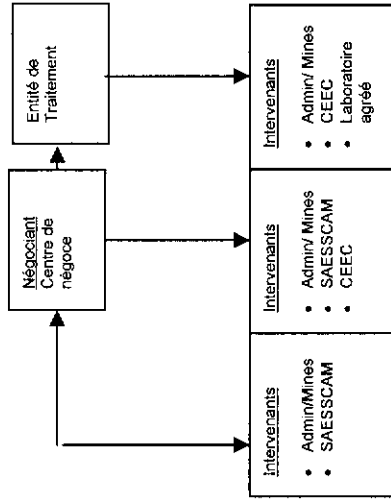 Négociant
Centre de
négoce
Entité de
Traitement
Intervenants
• Admin/Mines
• SAESSCAM
Intervenants
• Admin/ Mines
• SAESSCAM
• CEEC
Intervenants
• Admin/ Mines
• CEEC
• Laboratoire
agréé